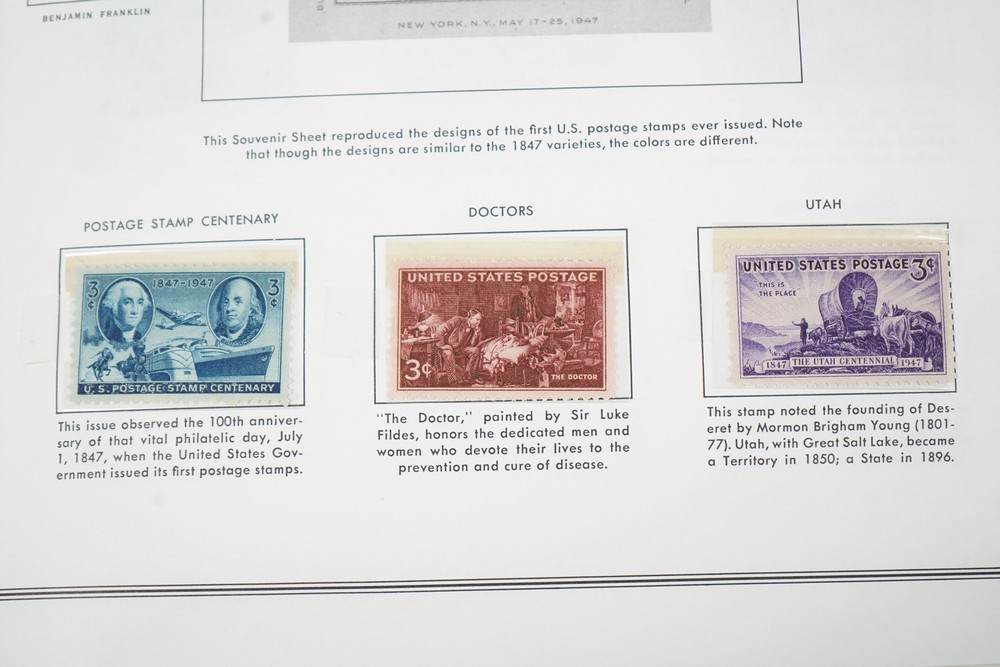 BENJAMIN FRANKLIN
NEW YORK, N.Y., MAY 17-25, 1947
This Souvenir Sheet reproduced the designs of the first U.S. postage stamps ever issued. Note
that though the designs are similar to the 1847 varieties, the colors are different.
POSTAGE STAMP CENTENARY
3¢
1847-1947
3¢
U.S. POSTAGE STAMP CENTENARY
This issue observed the 100th anniver-
sary of that vital philatelic day, July
1, 1847, when the United States Gov-
ernment issued its first postage stamps.
DOCTORS
UNITED STATES POSTAGE
3¢
THE DOCTOR
"The Doctor," painted by Sir Luke
Fildes, honors the dedicated men and
women who devote their lives to the
prevention and cure of disease.
UTAH
UNITED STATES POSTAGE 3¢
THIS IS
THE PLACE
1847 THE UTAH CENTENNIAL 1947
This stamp noted the founding of Des-
eret by Mormon Brigham Young (1801-
77). Utah, with Great Salt Lake, became
a Territory in 1850; a State in 1896.